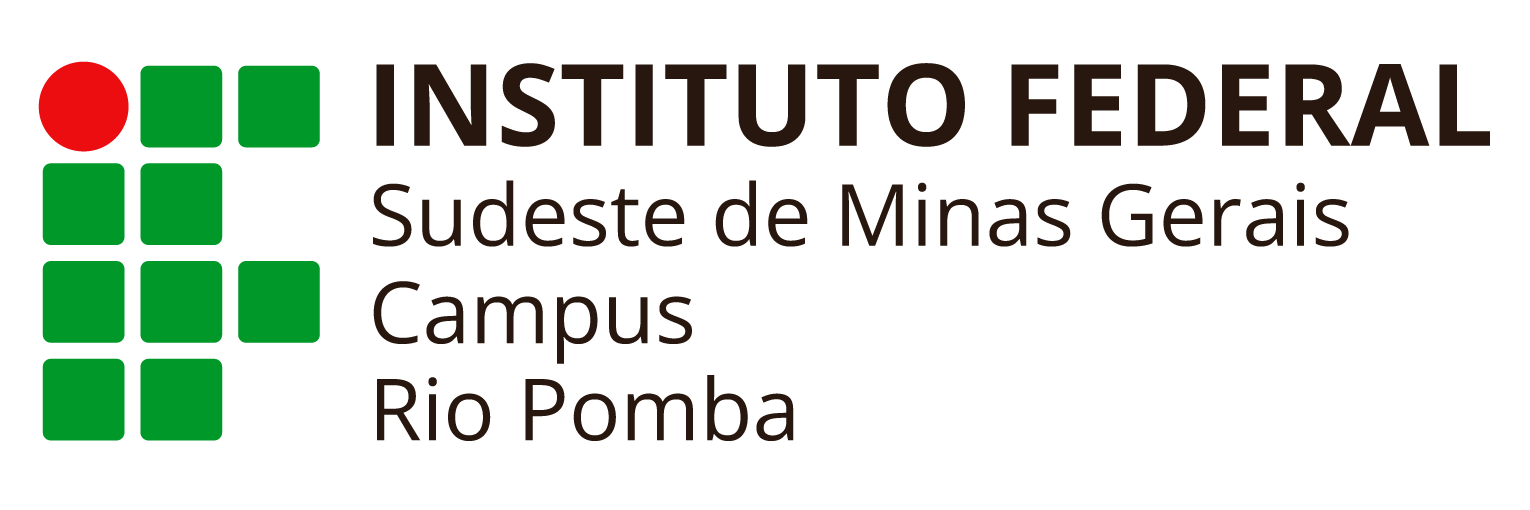 INSTITUTO FEDERAL
Sudeste de Minas Gerais
Campus
Rio Pomba